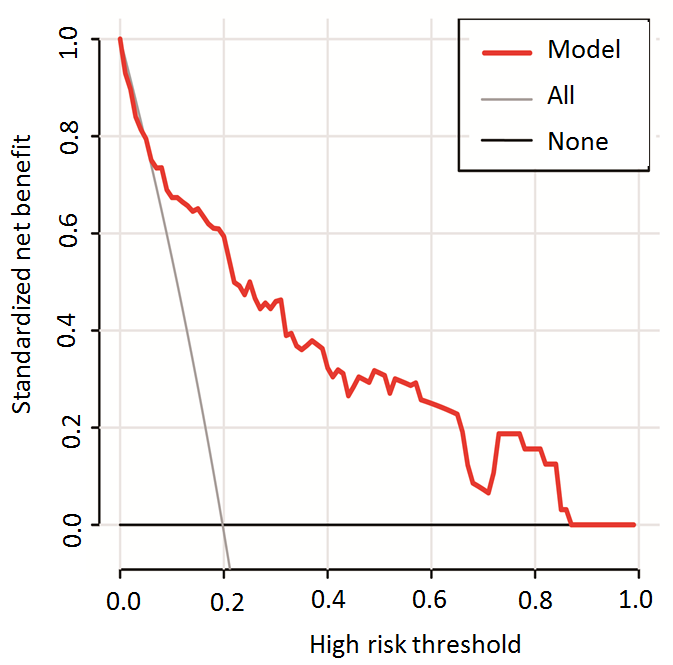 Model
All
None
Standardized net benefit
1.0
0.8
0.6
0.4
0.2
0.0
0.0 0.2 0.4 0.6 0.8 1.0
High risk threshold